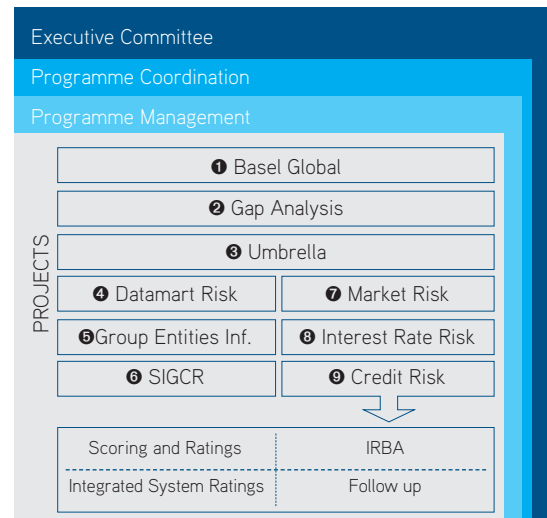 Executive Committee
Programme Coordination
Programme Management
PROJECTS
❶ Basel Global
❷ Gap Analysis
❸ Umbrella
❹ Datamart Risk
❼ Market Risk
❺Group Entities Inf.
❽ Interest Rate Risk
❻ SIGCR
❾ Credit Risk
Scoring and Ratings
IRBA
Integrated System Ratings
Follow up